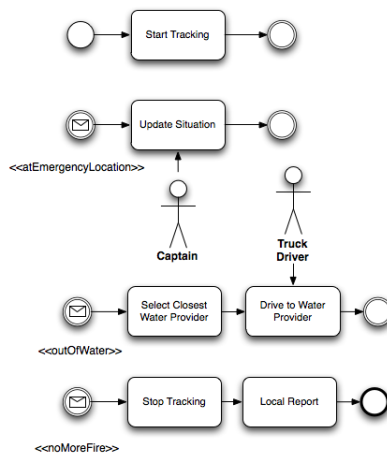 Start Tracking
Update Situation
<<atEmergencyLocation>>
Captain
Truck
Driver
Select Closest
Water Provider
Drive to Water
Provider
<<outOfWater>>
Stop Tracking
Local Report
<<noMoreFire>>